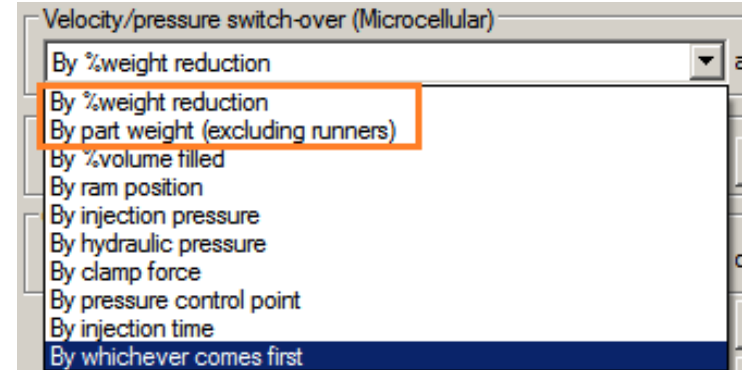 Velocity/pressure switch-over (Microcellular)
By %weight reduction
By %weight reduction
By part weight (excluding runners)
By %volume filled
By ram position
By injection pressure
By hydraulic pressure
By clamp force
By pressure control point
By injection time
By whichever comes first